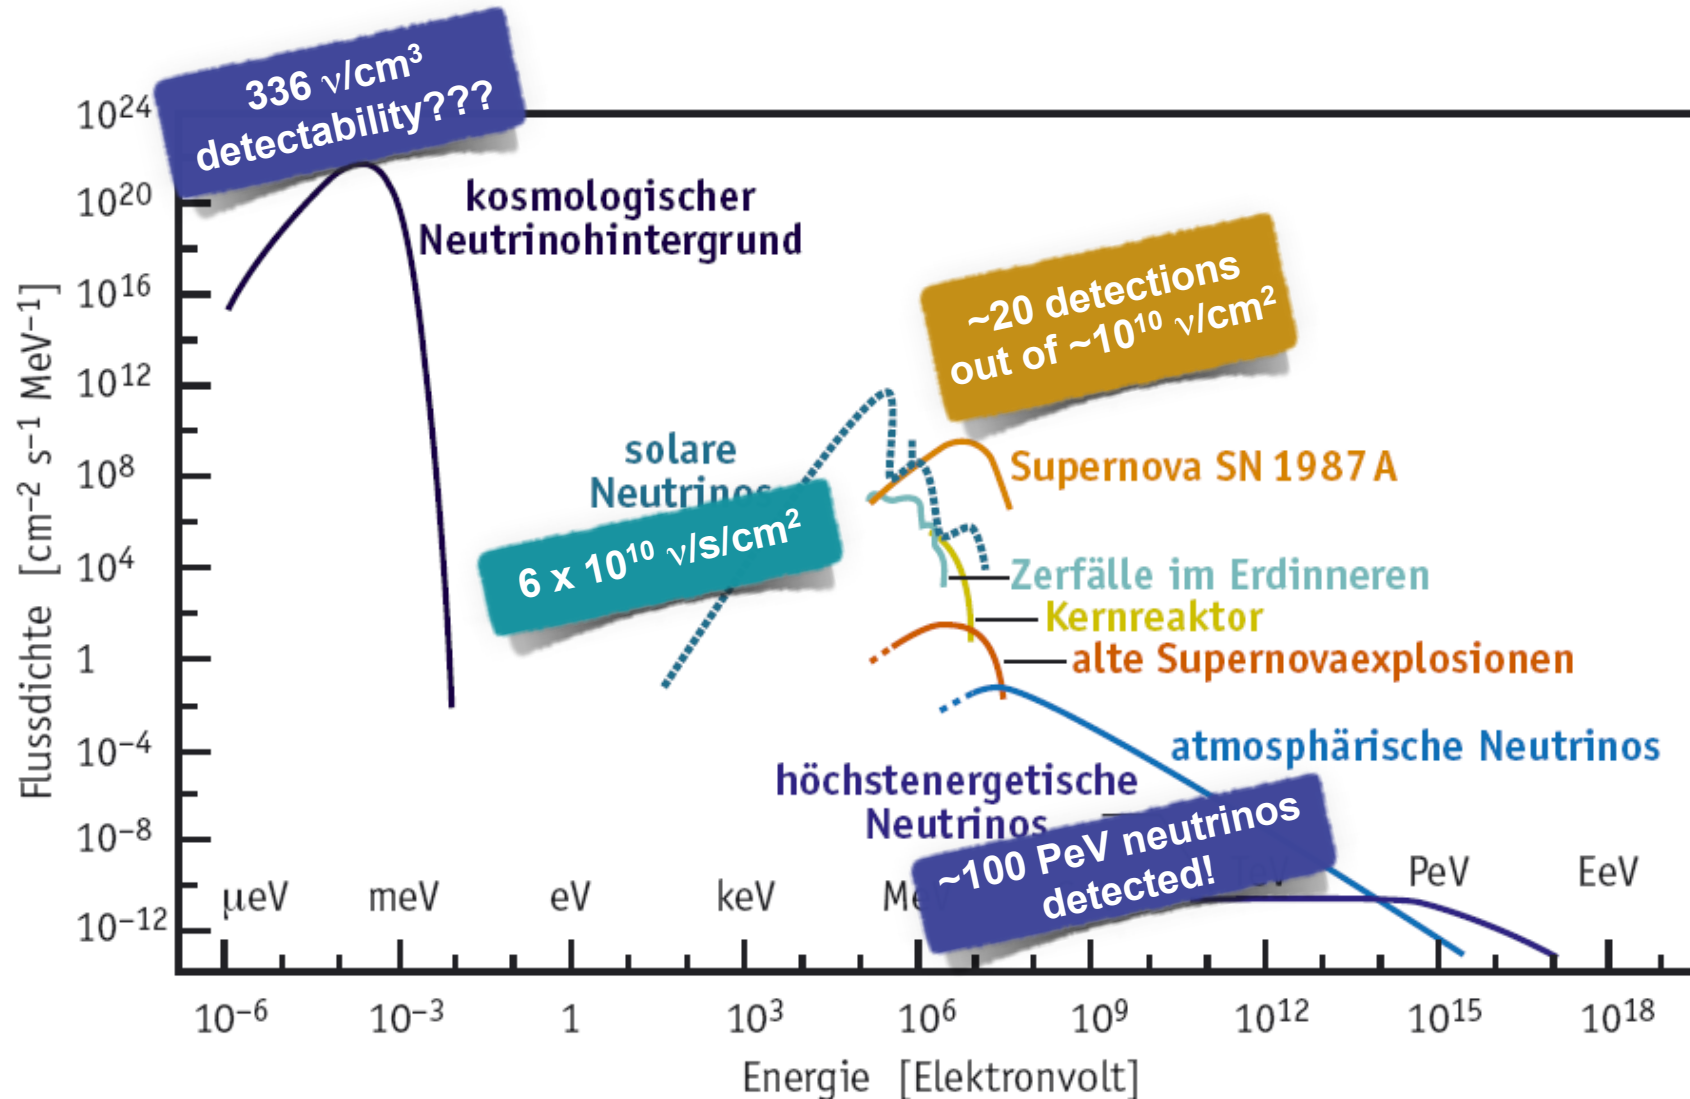 336 ν/cm³
detectability???
10²⁴
10²⁰
10¹⁶
10¹²
10⁸
10⁴
1
10⁻⁴
10⁻⁸
10⁻¹²
Flussdichte [cm⁻² s⁻¹ MeV⁻¹]
kosmologischer
Neutrinohintergrund
~20 detections
out of ~10¹⁰ ν/cm²
solare
Neutrinos
6 x 10¹⁰ ν/s/cm²
Supernova SN 1987 A
Zerfälle im Erdinneren
Kernreaktor
alte Supernovaexplosionen
atmosphärische Neutrinos
höchstenergetische
Neutrinos
~100 PeV neutrinos
detected!
µeV meV eV keV MeV TeV PeV EeV
10⁻⁶ 10⁻³ 1 10³ 10⁶ 10⁹ 10¹² 10¹⁵ 10¹⁸
Energie [Elektronvolt]